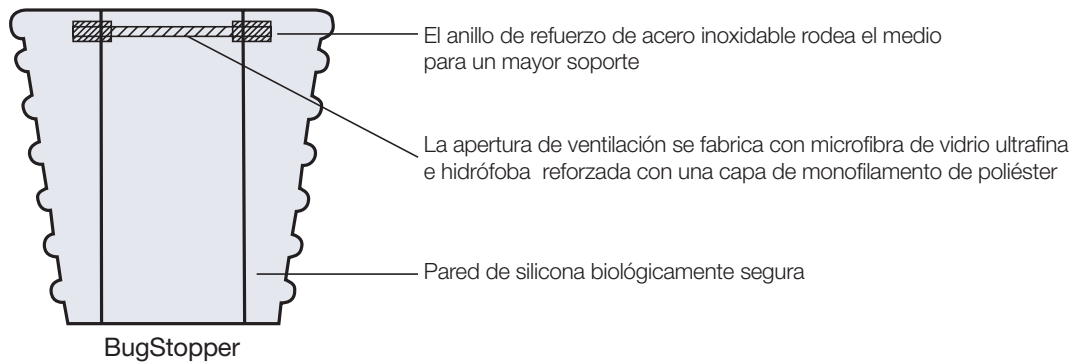 El anillo de refuerzo de acero inoxidable rodea el medio
para un mayor soporte
La apertura de ventilación se fabrica con microfibra de vidrio ultrafina
e hidrófoba  reforzada con una capa de monofilamento de poliéster
Pared de silicona biológicamente segura
BugStopper